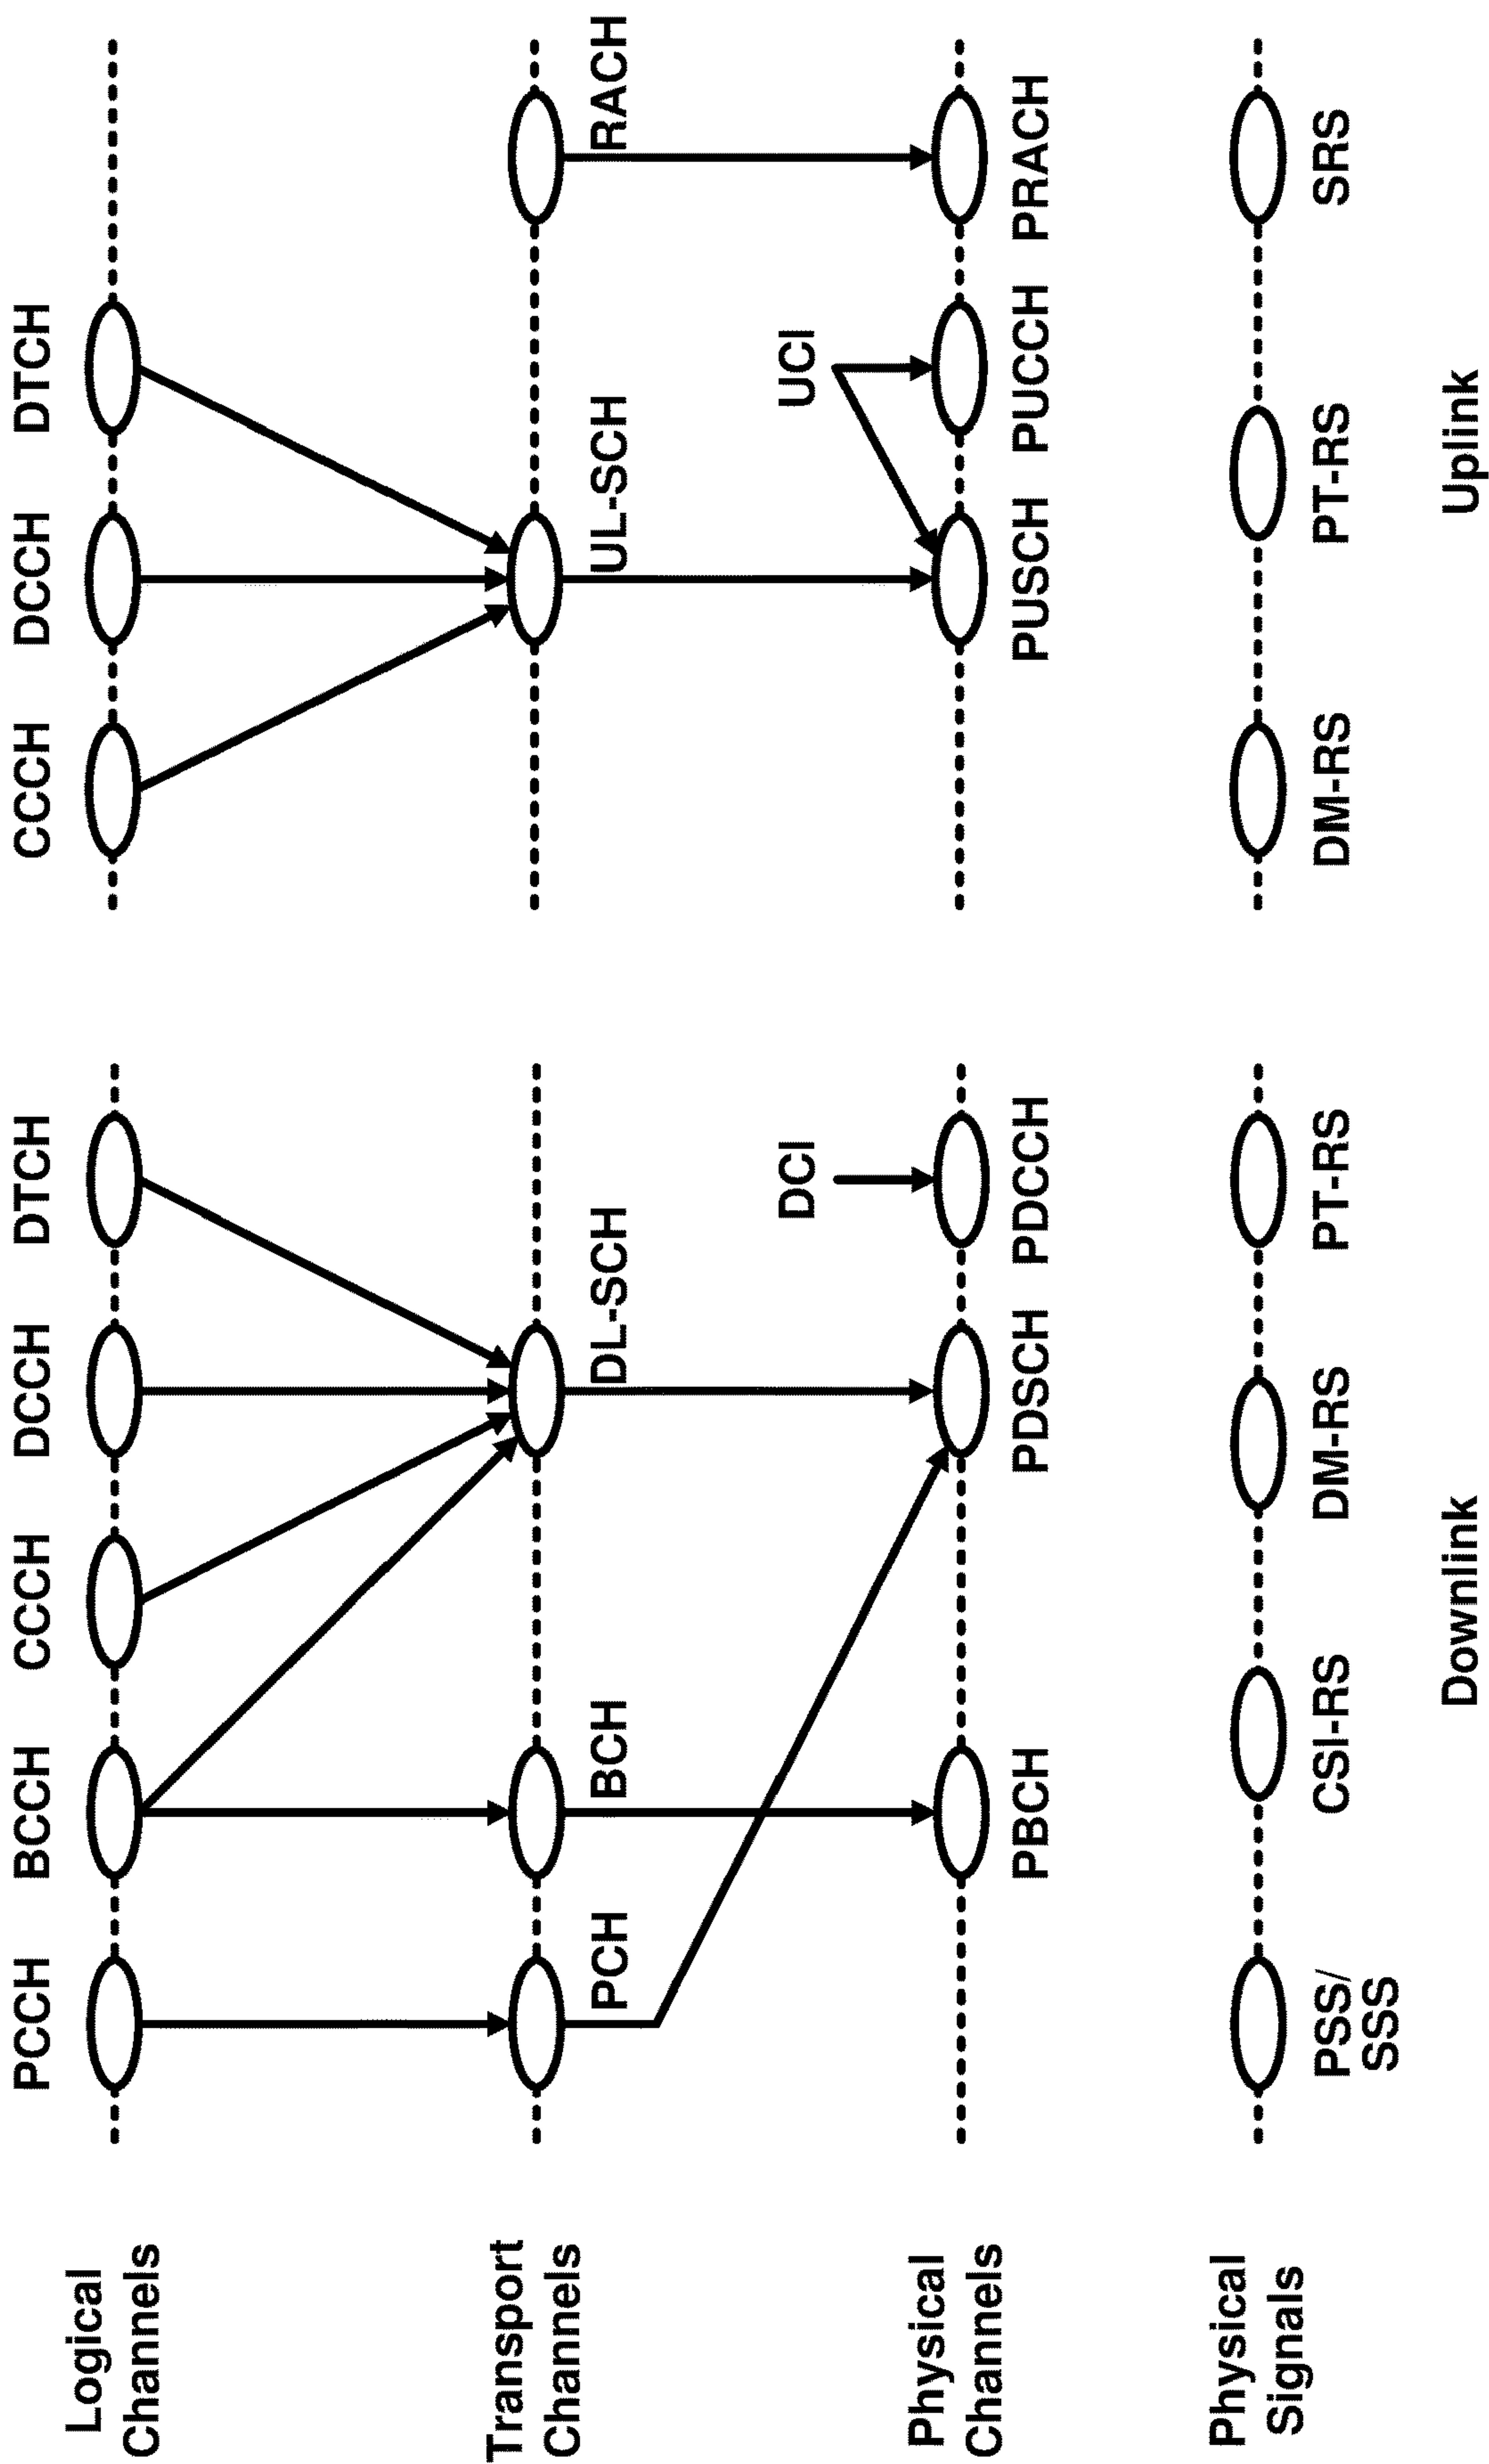 Logical
Channels
PCCH
BCCH
CCCH
DCCH
DTCH
CCCH
DCCH
DTCH
Transport
Channels
PCH
BCH
DL-SCH
UL-SCH
RACH
DCI
UCI
Physical
Channels
PBCH
PDSCH
PDCCH
PUSCH
PUCCH
PRACH
Physical
Signals
PSS/
SSS
CSI-RS
DM-RS
PT-RS
DM-RS
PT-RS
SRS
Downlink
Uplink